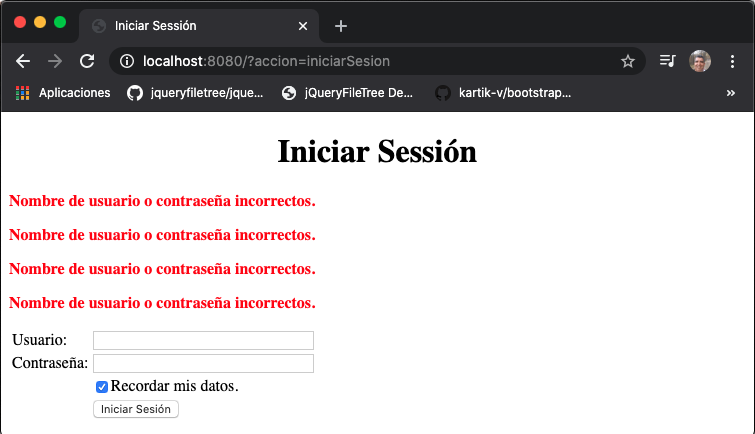 Iniciar Sessión
localhost:8080/?accion=iniciarSesion
Aplicaciones jqueryfiletree/jque... jQueryFileTree De... kartik-v/bootstrap... »
Iniciar Sessión
Nombre de usuario o contraseña incorrectos.
Nombre de usuario o contraseña incorrectos.
Nombre de usuario o contraseña incorrectos.
Nombre de usuario o contraseña incorrectos.
Usuario:
Contraseña:
Recordar mis datos.
Iniciar Sesión